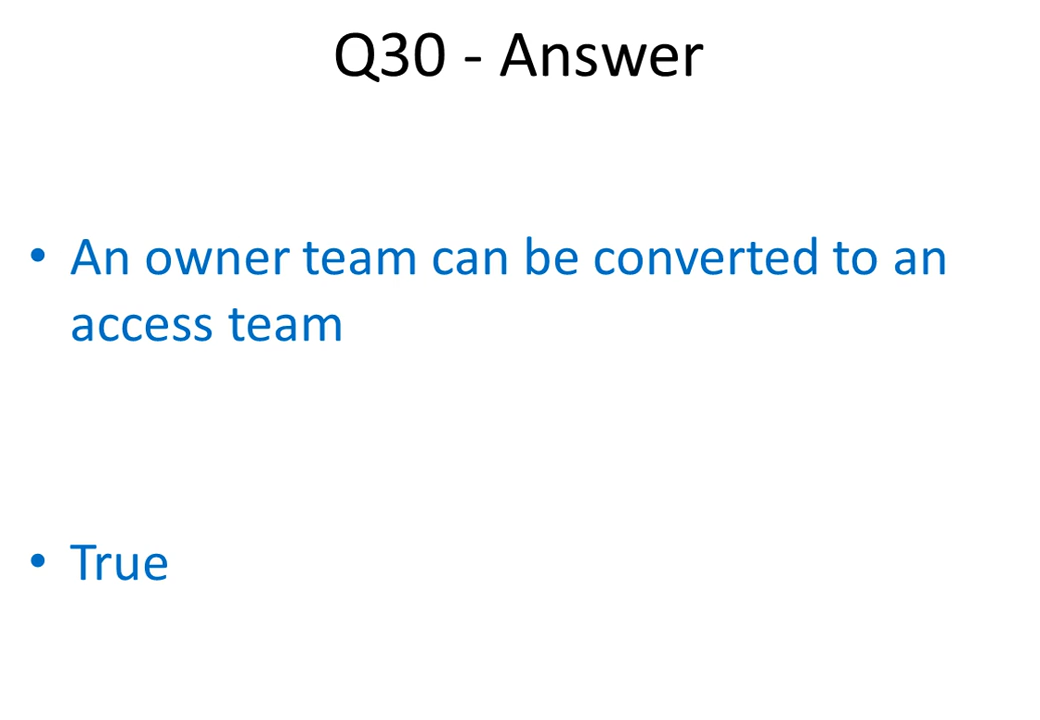 Q30 - Answer
• An owner team can be converted to an
access team
• True